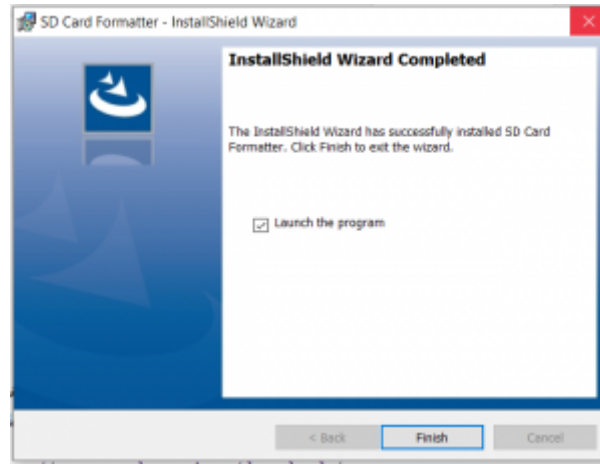 SD Card Formatter - InstallShield Wizard
InstallShield Wizard Completed
The InstallShield Wizard has successfully installed SD Card
Formatter. Click Finish to exit the wizard.
Launch the program
< Back
Finish
Cancel